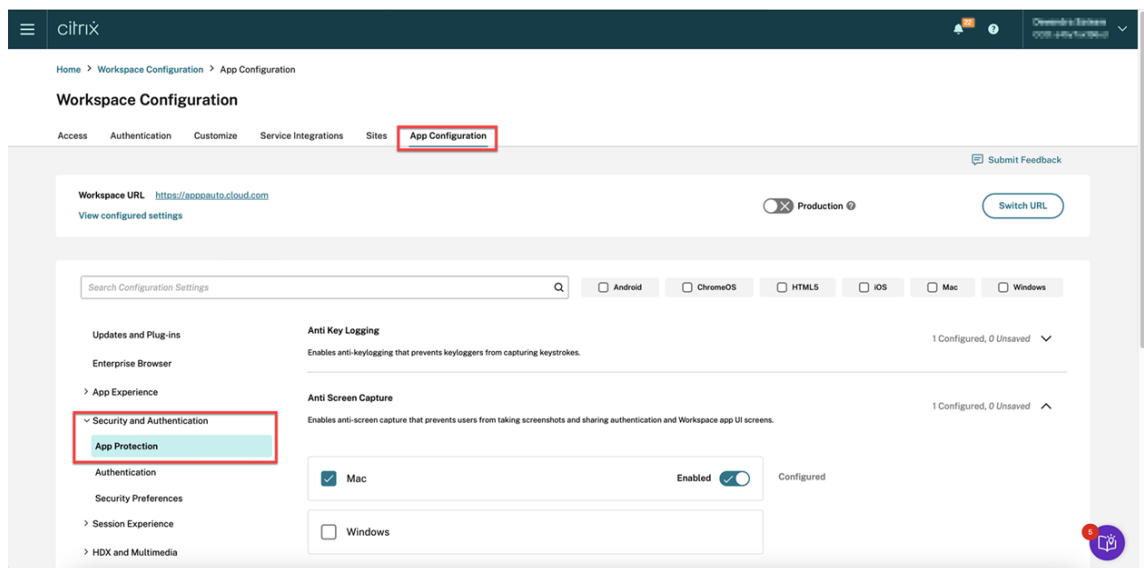 citrix
22
Home > Workspace Configuration > App Configuration
Workspace Configuration
Access Authentication Customize Service Integrations Sites App Configuration
Submit Feedback
Workspace URL https://apppauto.cloud.com
View configured settings
Production
Switch URL
Search Configuration Settings
Android ChromeOS HTML5 iOS Mac Windows
Updates and Plug-ins
Enterprise Browser
App Experience
Security and Authentication
App Protection
Authentication
Security Preferences
Session Experience
HDX and Multimedia
Anti Key Logging
1 Configured, 0 Unsaved
Enables anti-keylogging that prevents keyloggers from capturing keystrokes.
Anti Screen Capture
1 Configured, 0 Unsaved
Enables anti-screen capture that prevents users from taking screenshots and sharing authentication and Workspace app UI screens.
Mac Enabled Configured
Windows
5